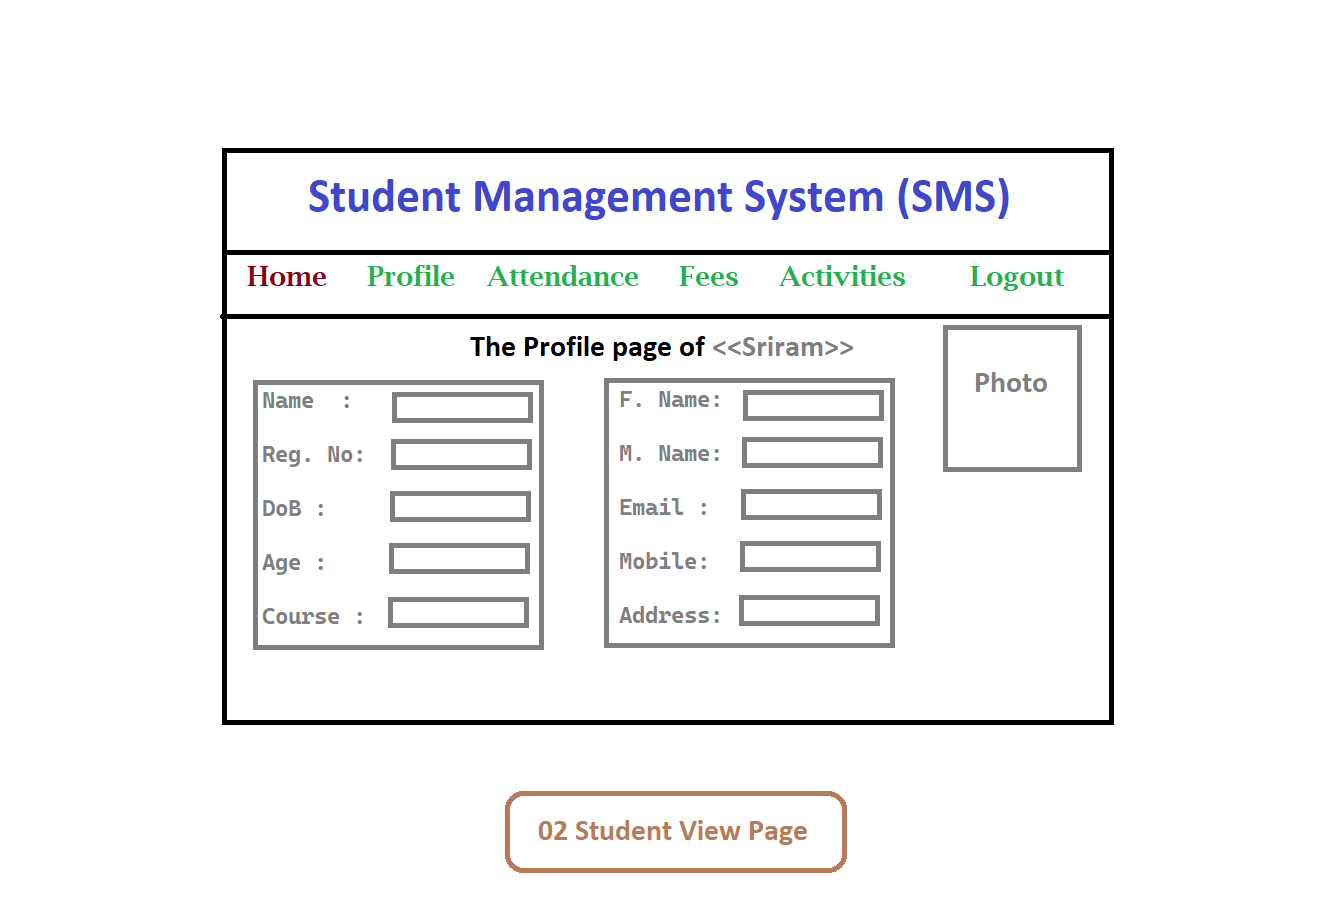 Student Management System (SMS)
Home Profile Attendance Fees Activities Logout
The Profile page of <<Sriram>>
Photo
Name :
Reg. No:
DoB :
Age :
Course :
F. Name:
M. Name:
Email :
Mobile:
Address:
02 Student View Page